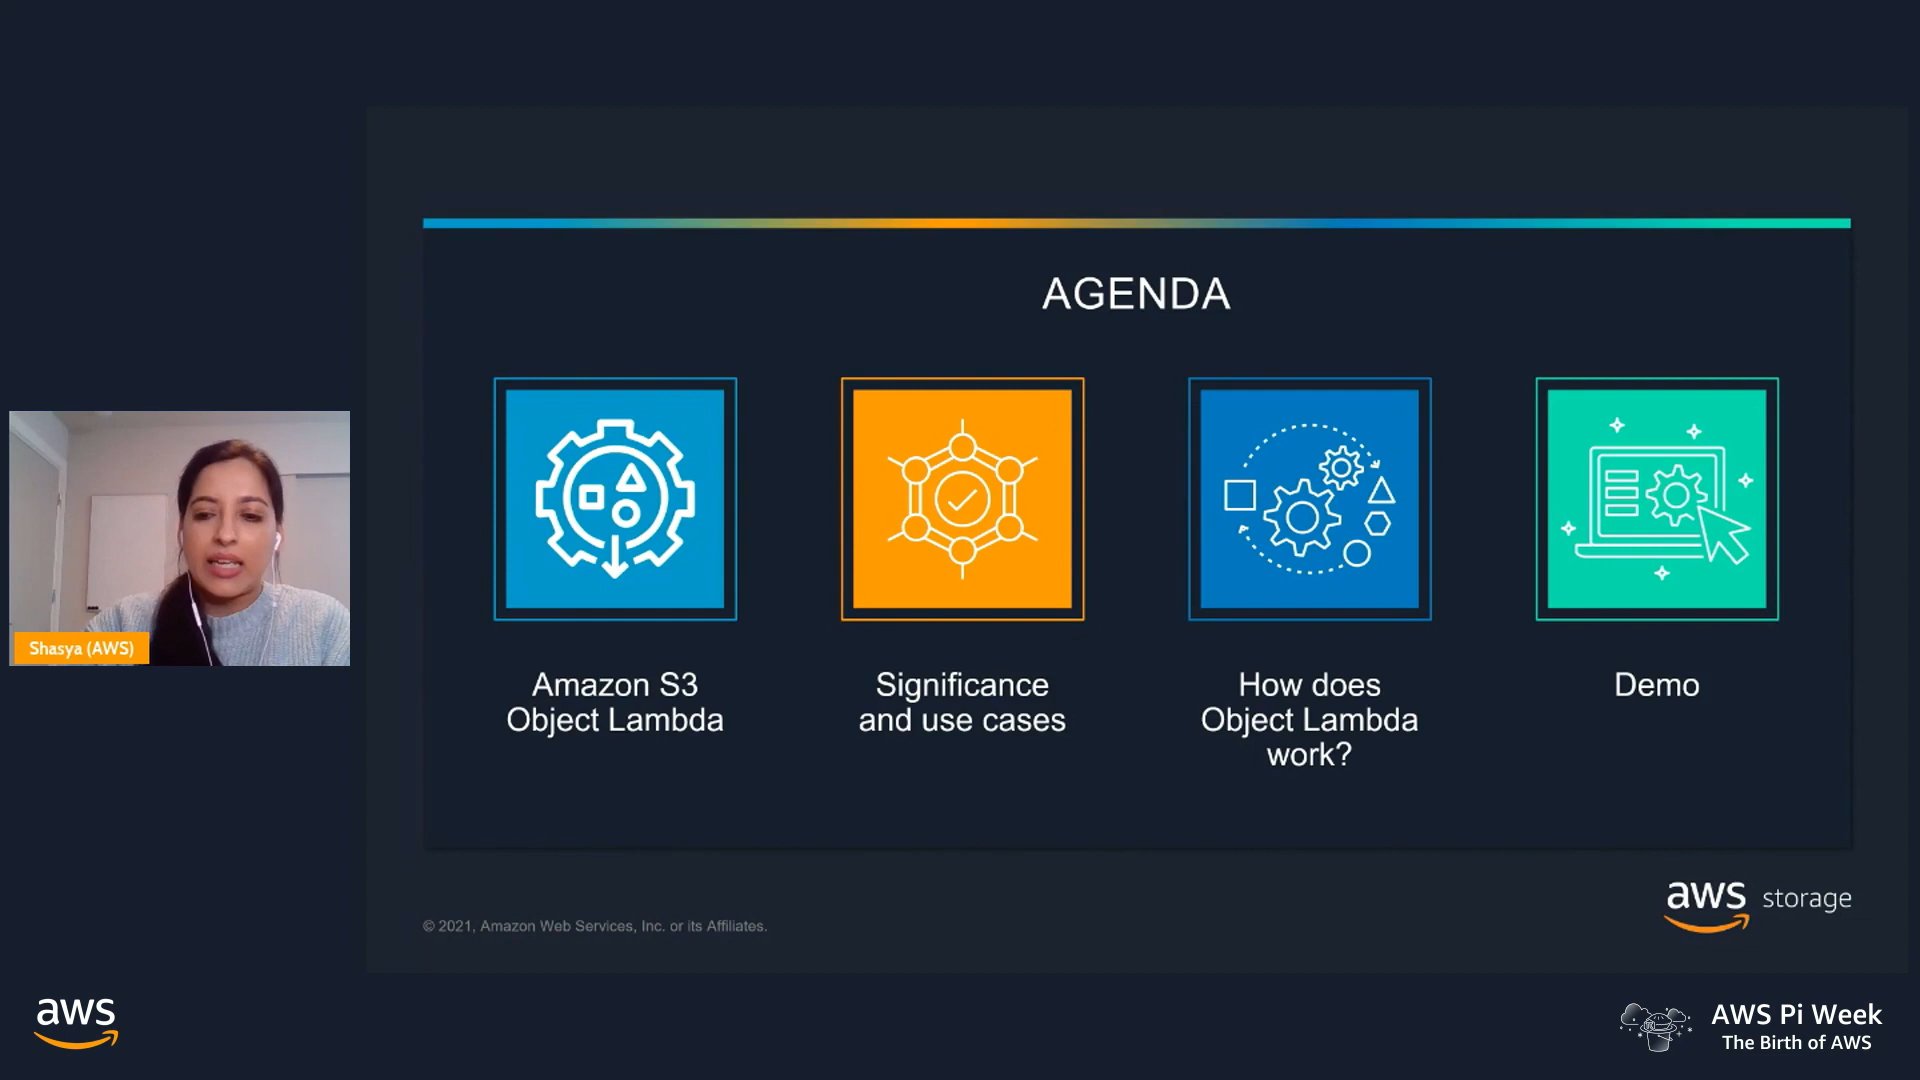 AGENDA
Amazon S3
Object Lambda
Significance
and use cases
How does
Object Lambda
work?
Demo
Shasya (AWS)
© 2021, Amazon Web Services, Inc. or its Affiliates.
aws storage
aws
AWS Pi Week
The Birth of AWS